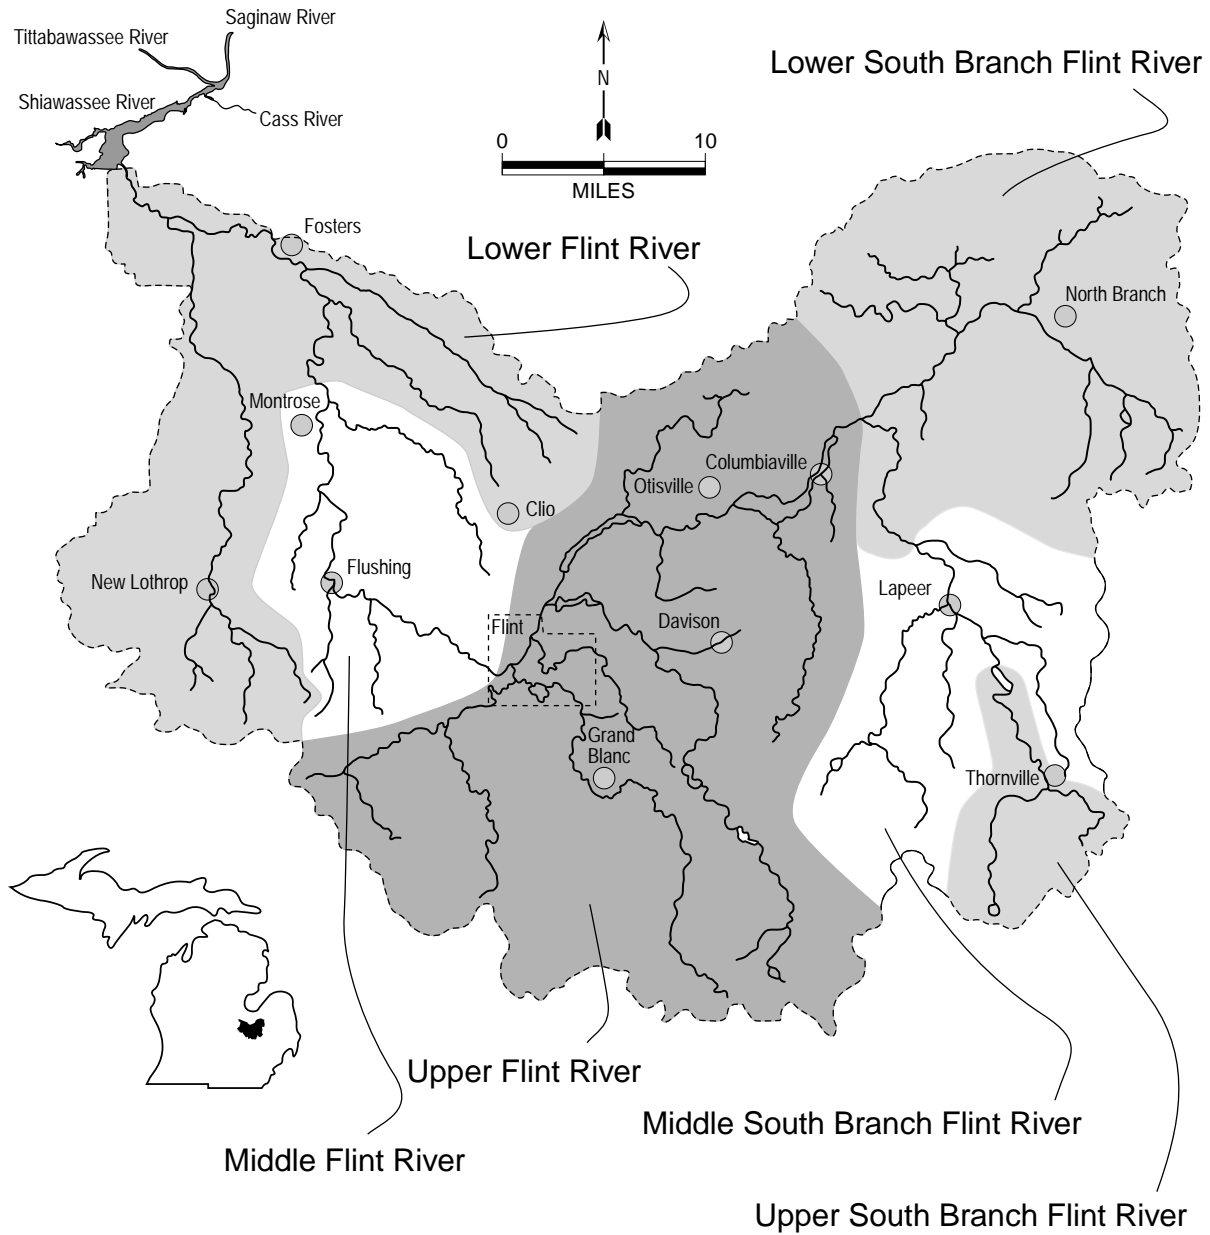 Saginaw River
Tittabawassee River
Lower South Branch Flint River
N
Shiawassee River
Cass River
0 10
MILES
Fosters
Lower Flint River
North Branch
Montrose
Columbiaville
Otisville
Clio
Flushing
New Lothrop
Lapeer
Flint
Davison
Grand
Blanc
Thornville
Upper Flint River
Middle South Branch Flint River
Middle Flint River
Upper South Branch Flint River